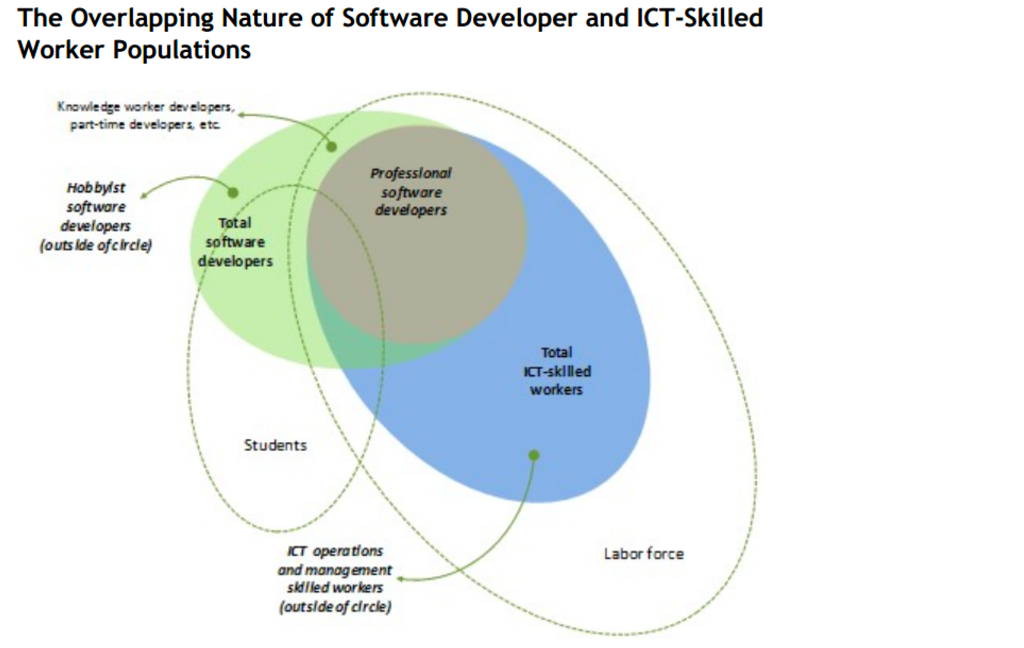 The Overlapping Nature of Software Developer and ICT-Skilled
Worker Populations
Knowledge worker developers,
part-time developers, etc.
Professional
software
developers
Hobbyist
software
developers
(outside of circle)
Total
software
developers
Total
ICT-skilled
workers
Students
ICT operations
and management
skilled workers
(outside of circle)
Labor force